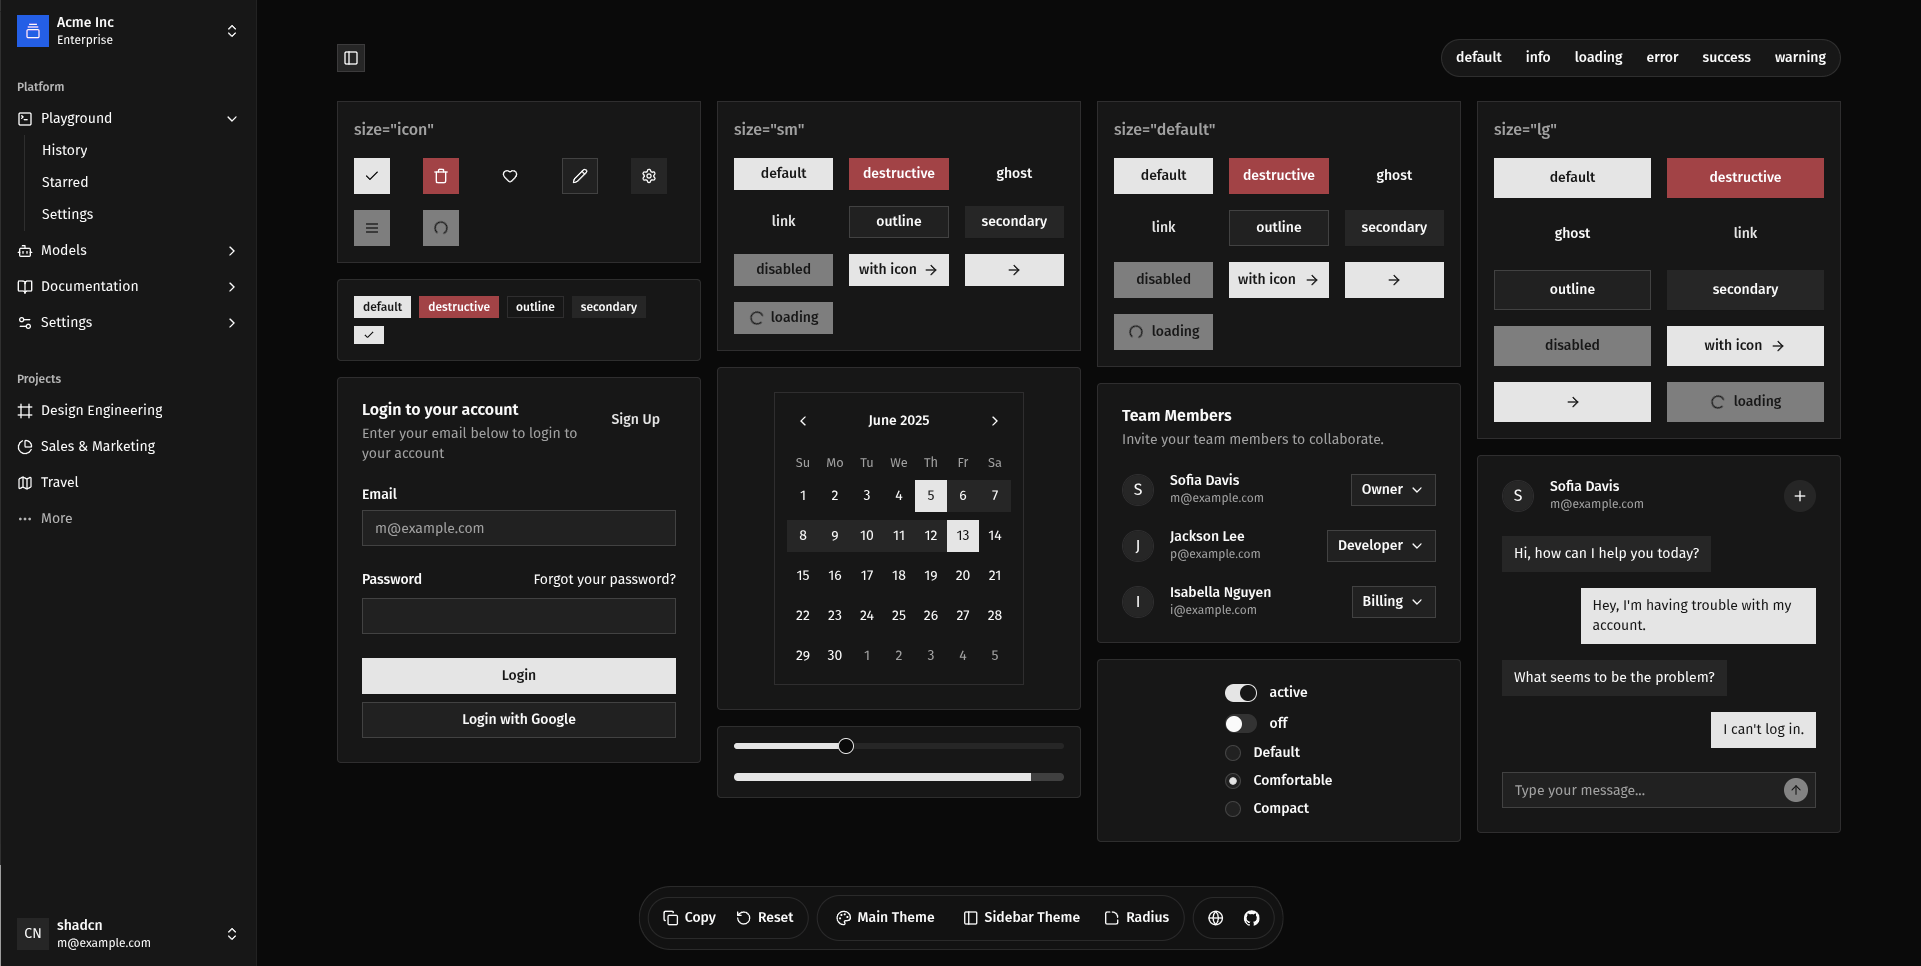 Acme Inc
Enterprise
Platform
Playground
History
Starred
Settings
Models
Documentation
Settings
Projects
Design Engineering
Sales & Marketing
Travel
More
CN
shadcn
m@example.com
default info loading error success warning
size="icon"
default destructive outline secondary
Login to your account
Sign Up
Enter your email below to login to
your account
Email
m@example.com
Password
Forgot your password?
Login
Login with Google
size="sm"
default destructive ghost
link outline secondary
disabled with icon
loading
June 2025
Su Mo Tu We Th Fr Sa
1 2 3 4 5 6 7
8 9 10 11 12 13 14
15 16 17 18 19 20 21
22 23 24 25 26 27 28
29 30 1 2 3 4 5
size="default"
default destructive ghost
link outline secondary
disabled with icon
loading
Team Members
Invite your team members to collaborate.
S
Sofia Davis
m@example.com
Owner
J
Jackson Lee
p@example.com
Developer
I
Isabella Nguyen
i@example.com
Billing
active
off
Default
Comfortable
Compact
size="lg"
default destructive
ghost link
outline secondary
disabled with icon
loading
S
Sofia Davis
m@example.com
Hi, how can I help you today?
Hey, I'm having trouble with my
account.
What seems to be the problem?
I can't log in.
Type your message...
Copy Reset Main Theme Sidebar Theme Radius